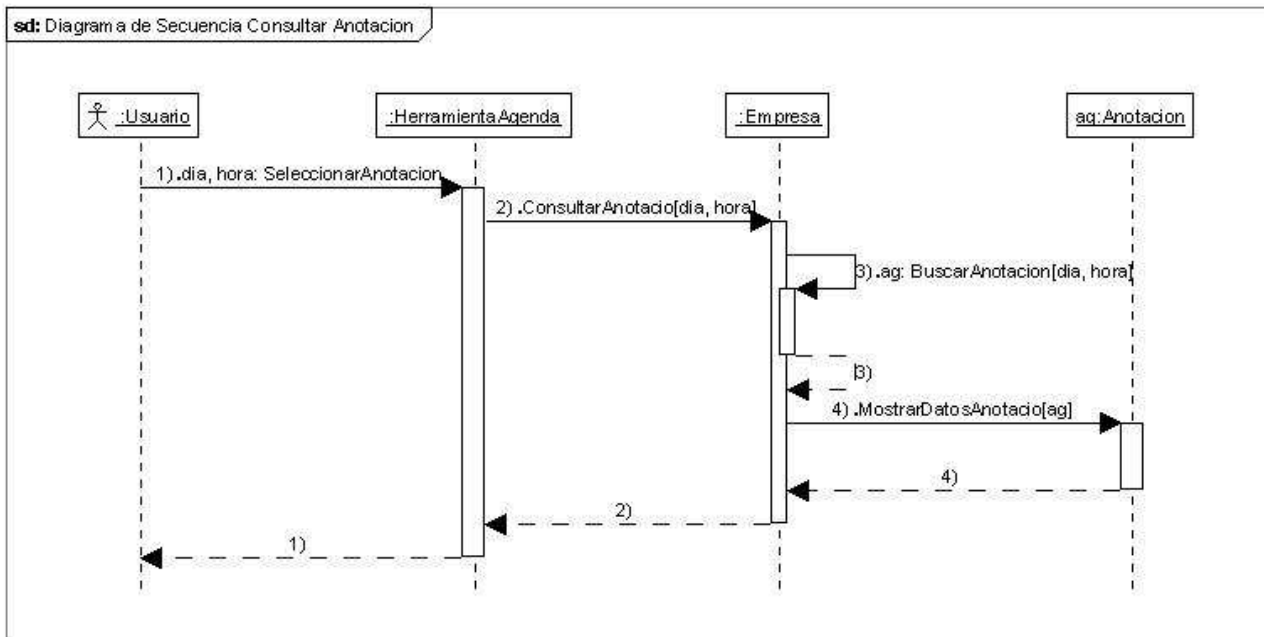 sd: Diagrama de Secuencia Consultar Anotacion
:Usuario
:HerramientaAgenda
:Empresa
ag:Anotacion
1).dia, hora: SeleccionarAnotacion
2).ConsultarAnotacio[dia, hora]
3).ag: BuscarAnotacion[dia, hora]
3)
4).MostrarDatosAnotacio[ag]
4)
2)
1)